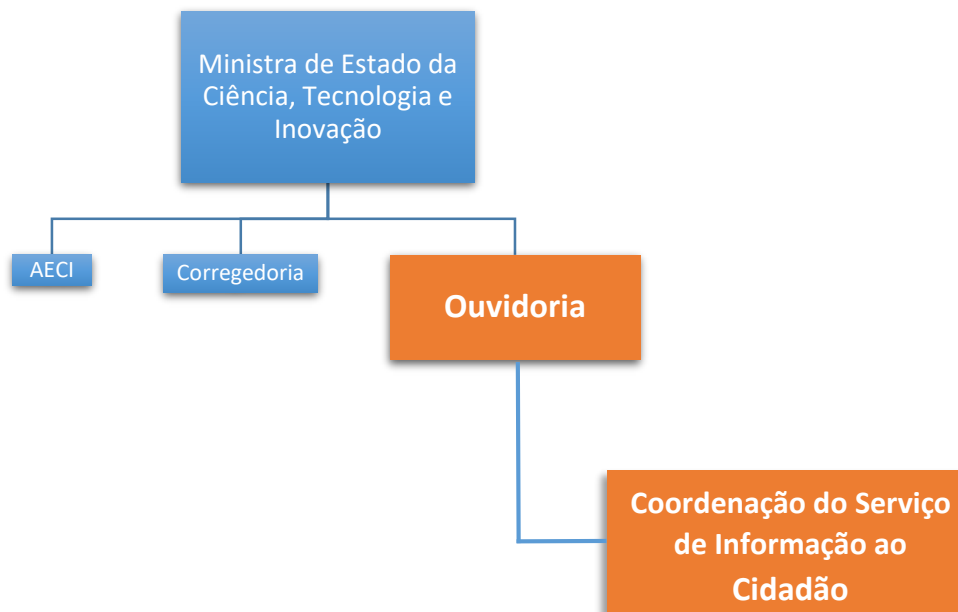 Ministra de Estado da
Ciência, Tecnologia e
Inovação
AECI
Corregedoria
Ouvidoria
Coordenação do Serviço
de Informação ao
Cidadão